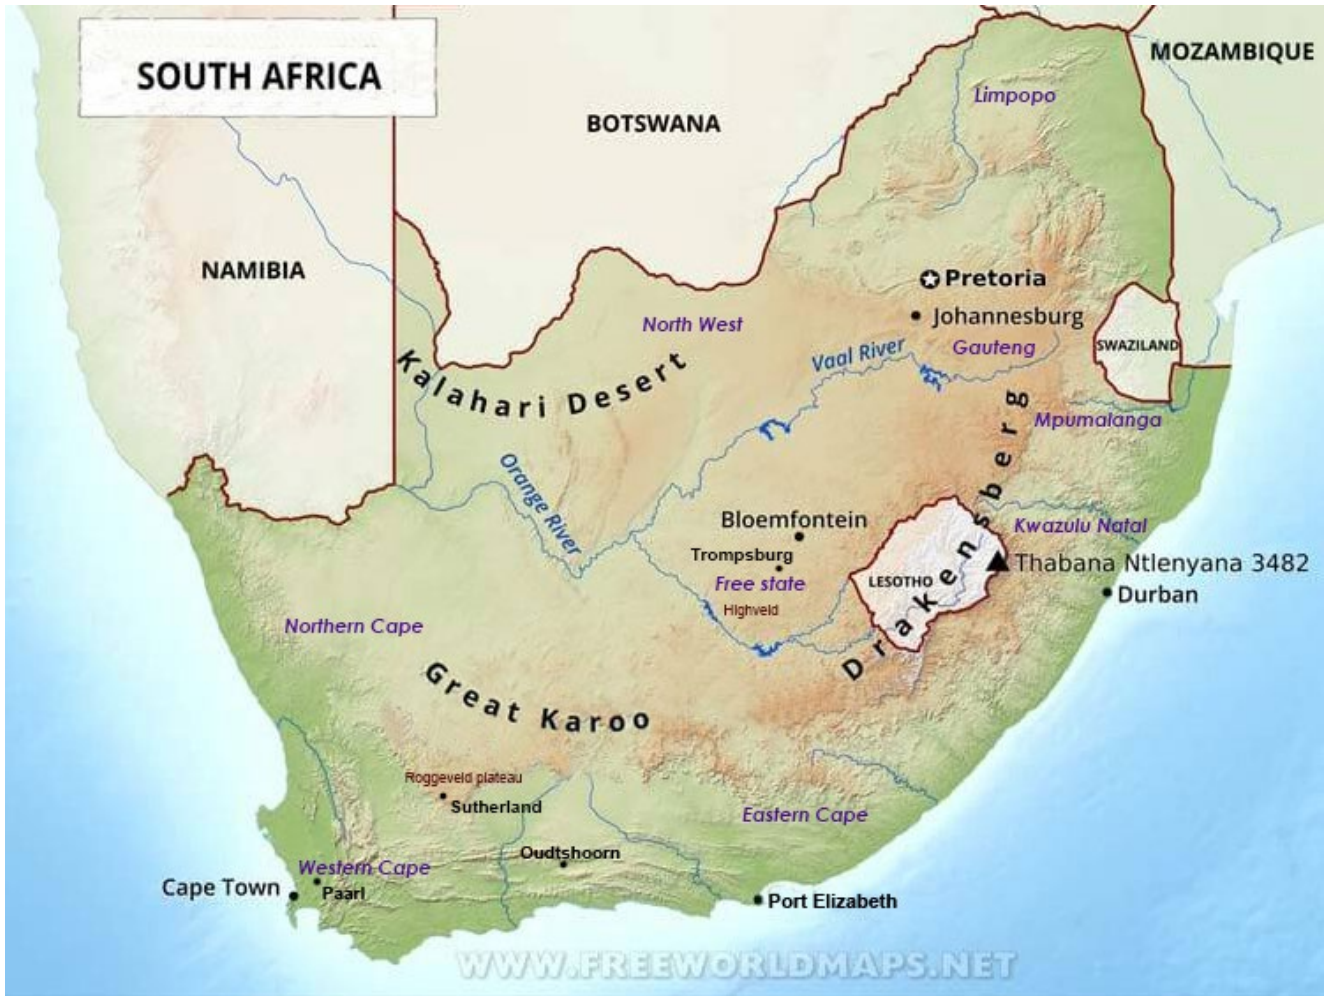 SOUTH AFRICA
MOZAMBIQUE
Limpopo
BOTSWANA
NAMIBIA
Pretoria
Johannesburg
North West
Gauteng
SWAZILAND
Vaal River
Kalahari Desert
Mpumalanga
Drakensberg
Orange River
Bloemfontein
Kwazulu Natal
Trompsburg
Thabana Ntlenyana 3482
Free state
LESOTHO
Durban
Highveld
Northern Cape
Great Karoo
Roggeveld plateau
Sutherland
Eastern Cape
Oudtshoorn
Western Cape
Cape Town
Paarl
Port Elizabeth
WWW.FREEWORLDMAPS.NET